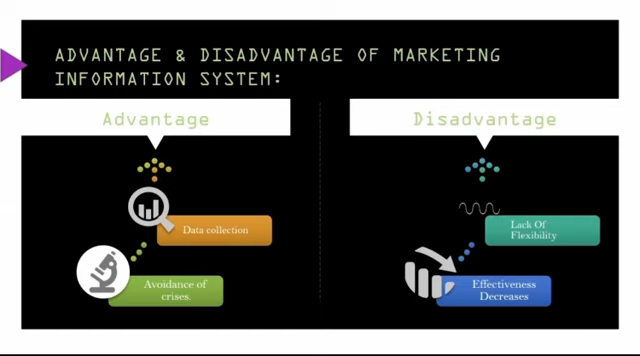 ADVANTAGE & DISADVANTAGE OF MARKETING
INFORMATION SYSTEM:
Advantage
Disadvantage
Data collection
Avoidance of
crises.
Lack Of
Flexibility
Effectiveness
Decreases